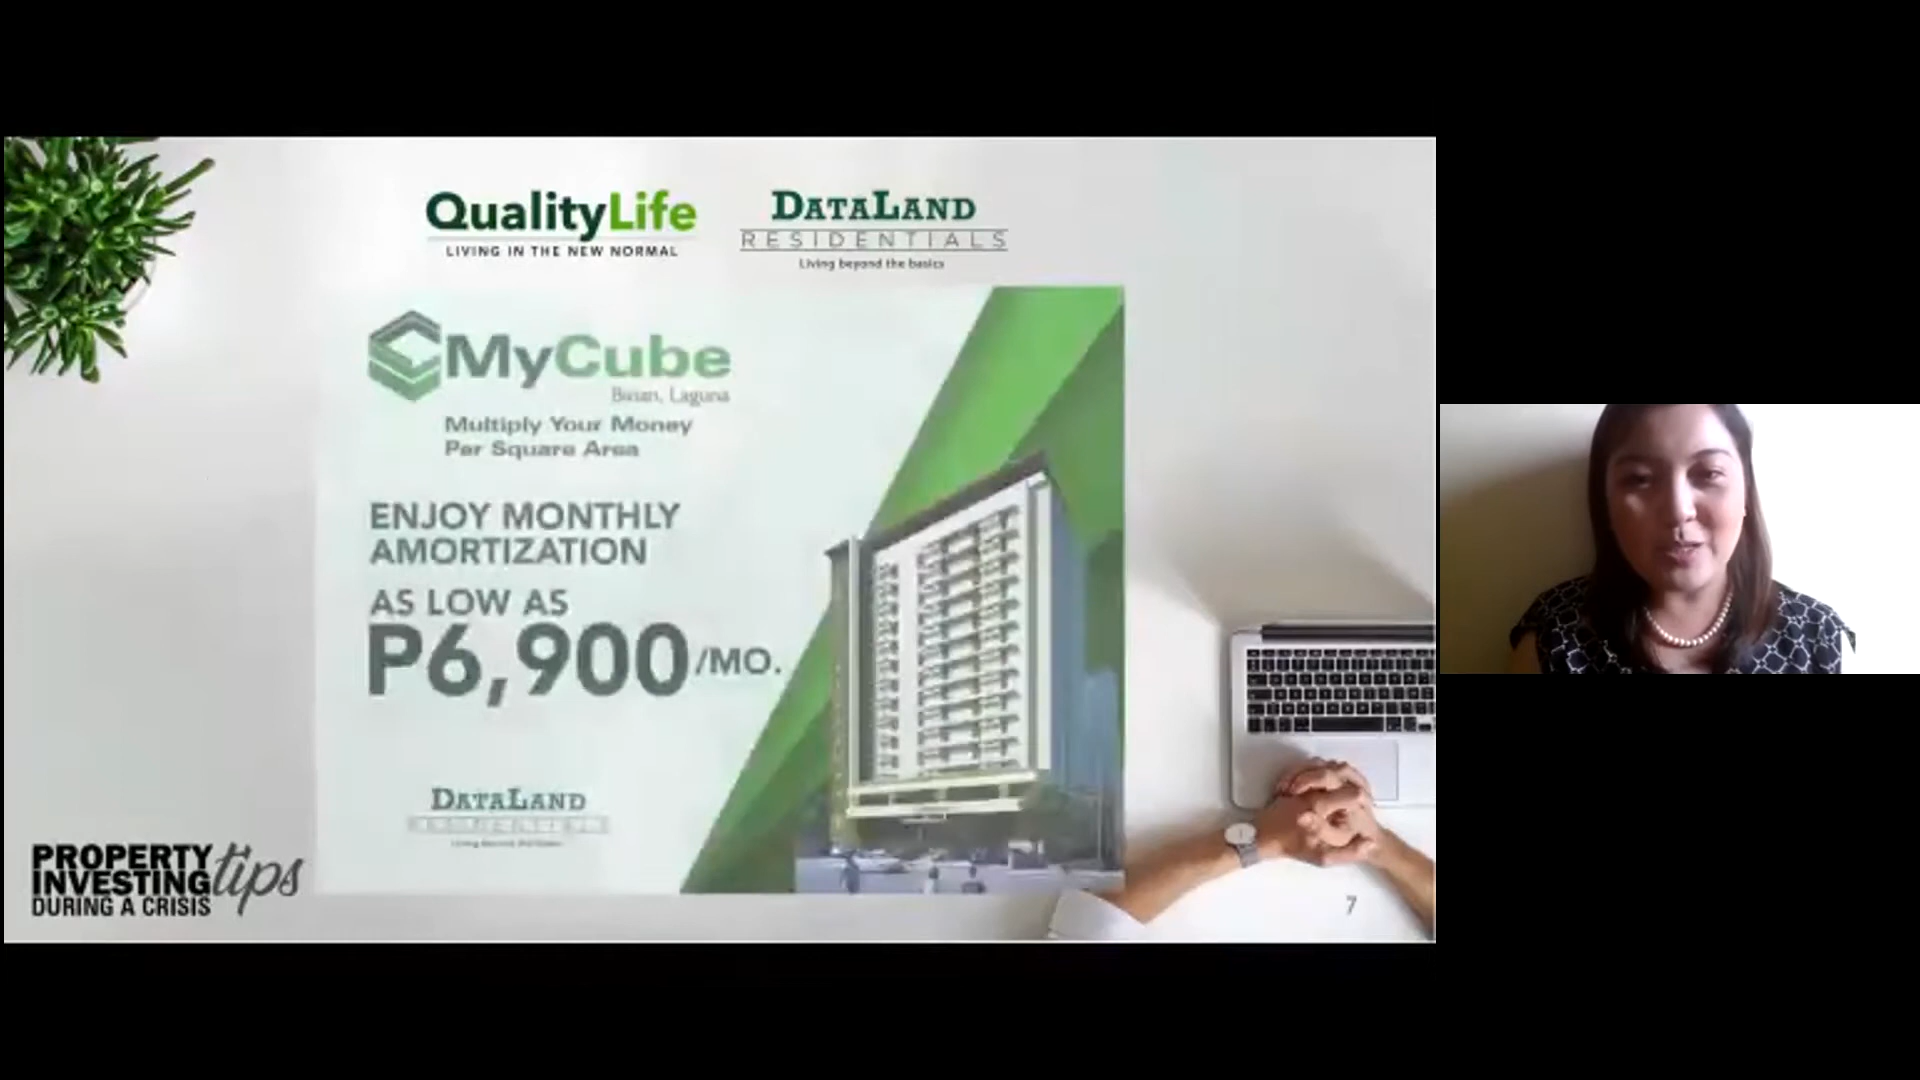 QualityLife
LIVING IN THE NEW NORMAL
DATALAND
RESIDENTIALS
Living beyond the basics
MyCube
Binan, Laguna
Multiply Your Money
Per Square Area
ENJOY MONTHLY
AMORTIZATION
AS LOW AS
P6,900/MO.
DATALAND
PROPERTY
INVESTING tips
DURING A CRISIS
7